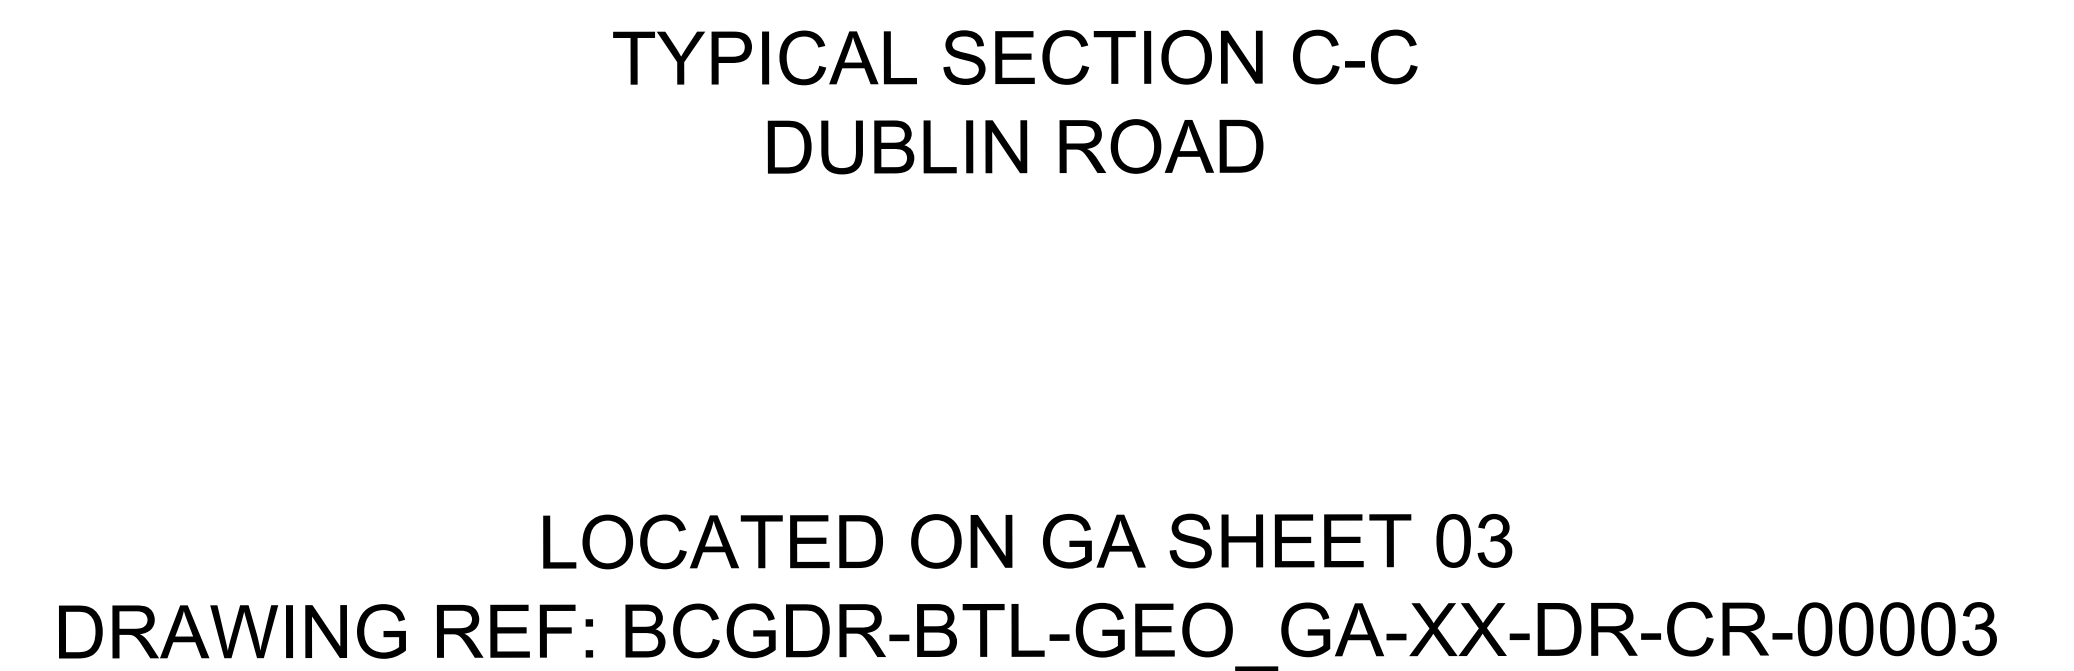 TYPICAL SECTION C-C
DUBLIN ROAD
LOCATED ON GA SHEET 03
DRAWING REF: BCGDR-BTL-GEO_GA-XX-DR-CR-00003